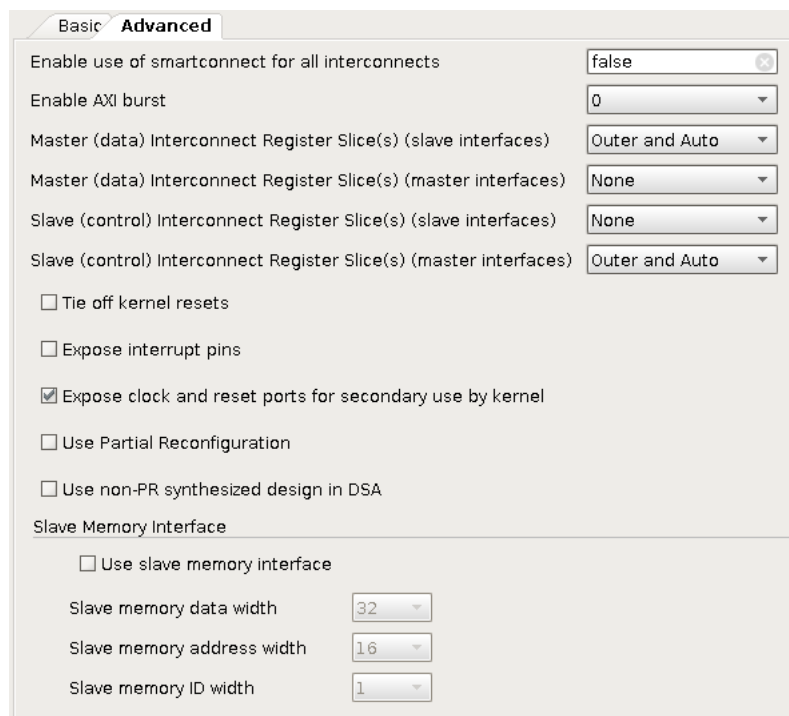 Basic Advanced
Enable use of smartconnect for all interconnects false
Enable AXI burst 0
Master (data) Interconnect Register Slice(s) (slave interfaces) Outer and Auto
Master (data) Interconnect Register Slice(s) (master interfaces) None
Slave (control) Interconnect Register Slice(s) (slave interfaces) None
Slave (control) Interconnect Register Slice(s) (master interfaces) Outer and Auto
Tie off kernel resets
Expose interrupt pins
Expose clock and reset ports for secondary use by kernel
Use Partial Reconfiguration
Use non-PR synthesized design in DSA
Slave Memory Interface
Use slave memory interface
Slave memory data width 32
Slave memory address width 16
Slave memory ID width 1